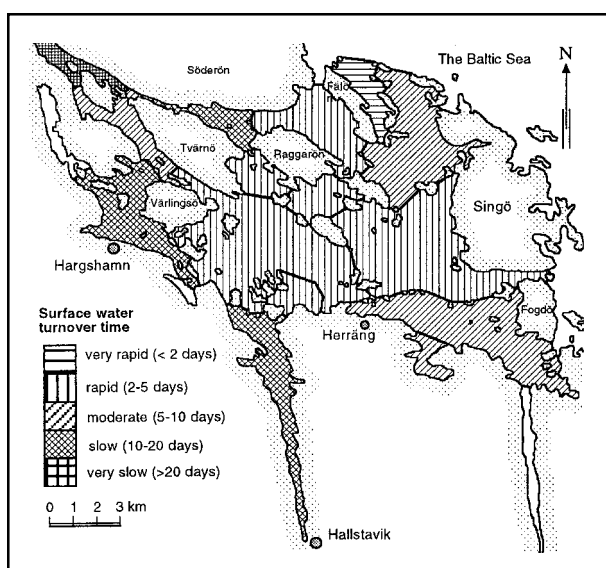 Söderön
The Baltic Sea
N
Tvärnö
Raggarön
Värlingsö
Singö
Hargshamn
Fogdö
Herräng
Surface water
turnover time
very rapid (< 2 days)
rapid (2-5 days)
moderate (5-10 days)
slow (10-20 days)
very slow (>20 days)
0 1 2 3 km
Hallstavik